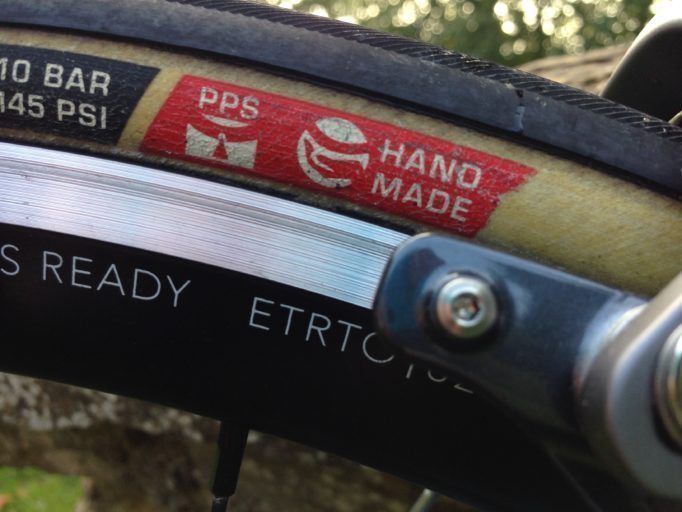 10 BAR
145 PSI
PPS
HAND
MADE
S READY ETRTO